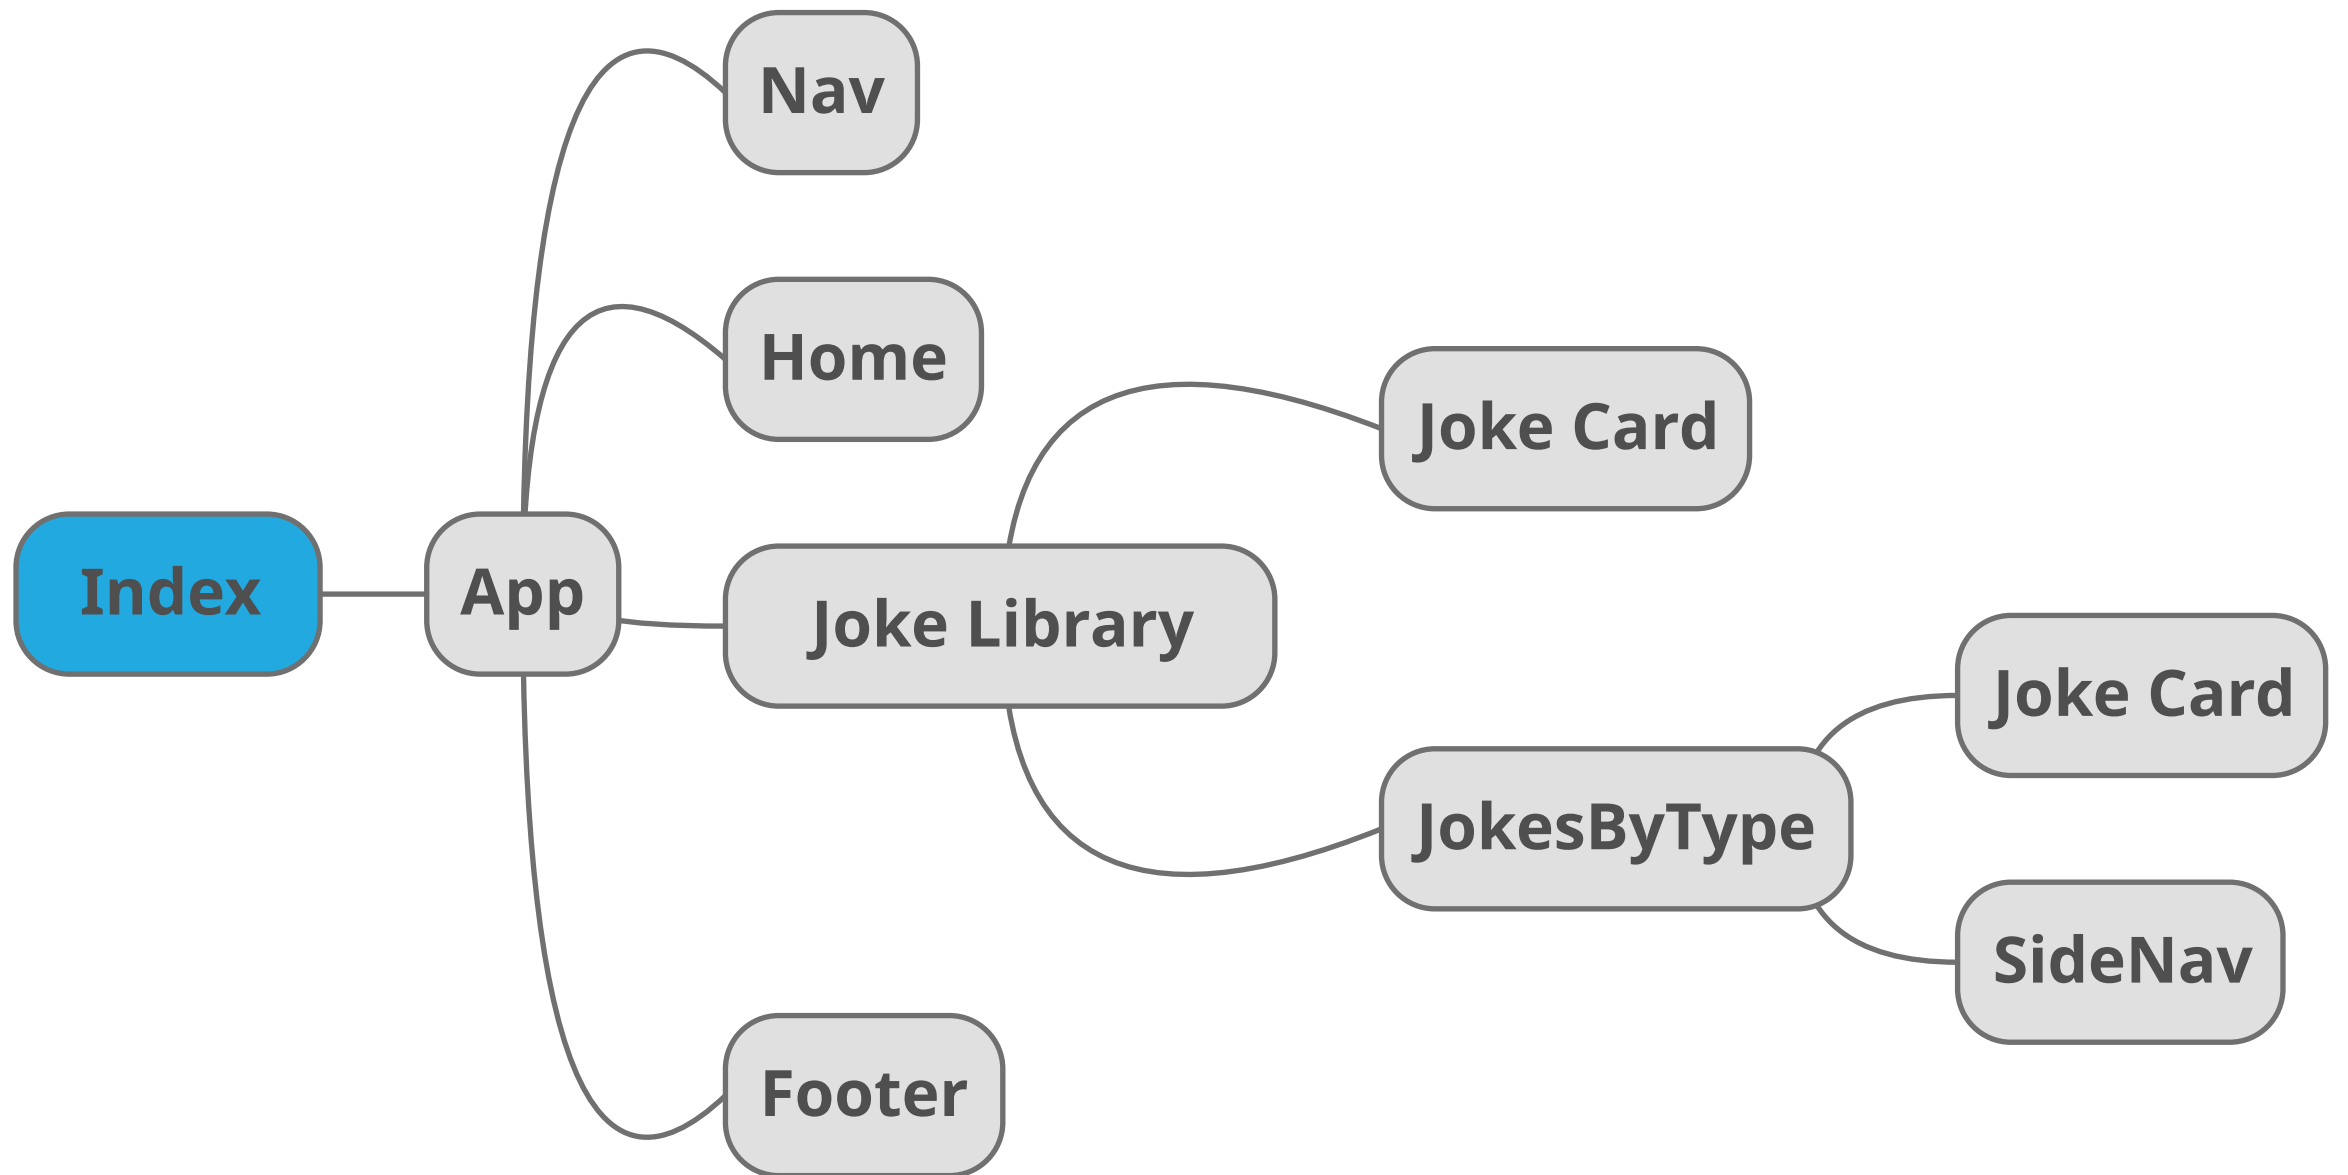 Nav
Home
Joke Card
Index
App
Joke Library
Joke Card
JokesByType
SideNav
Footer